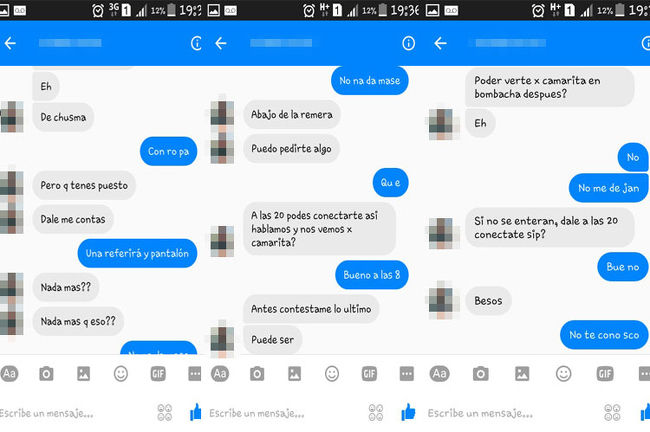 12% 19:3
Eh
De chusma
Con ro pa
Pero q tenes puesto
Dale me contas
Una referirá y pantalón
Nada mas??
Nada mas q eso??
Aa
GIF
Escribe un mensaje...
H+ 1 12% 19:36
No na da mase
Abajo de la remera
Puedo pedirte algo
Qu e
A las 20 podes conectarte asi
hablamos y nos vemos x
camarita?
Bueno a las 8
Antes contestame lo ultimo
Puede ser
Aa
GIF
Escribe un mensaje...
H+ 1 12%
Poder verte x camarita en
bombacha despues?
Eh
No
No me de jan
Si no se enteran, dale a las 20
conectate sip?
Bue no
Besos
No te cono sco
Aa
GIF
Escribe un mensaje...